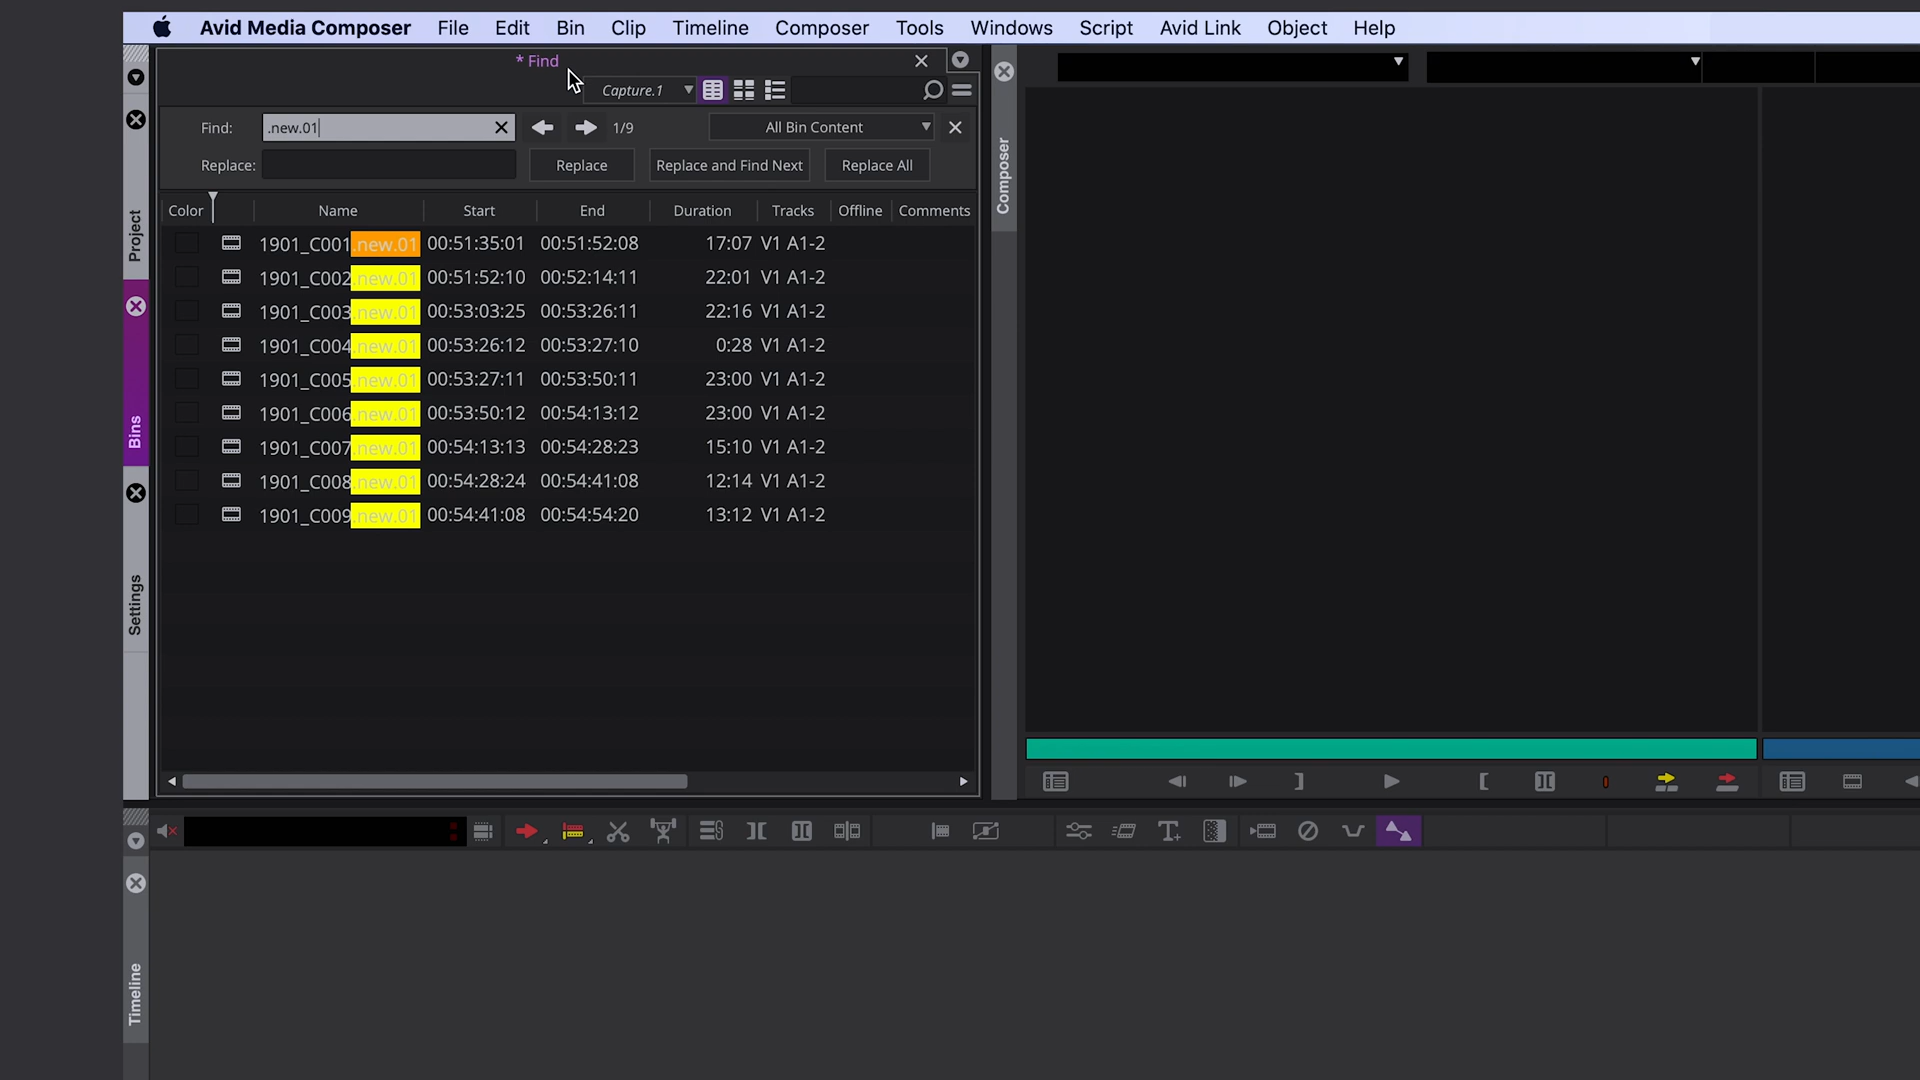 Avid Media Composer File Edit Bin Clip Timeline Composer Tools Windows Script Avid Link Object Help
* Find
Capture.1
Find: .new.01 1/9 All Bin Content
Replace: Replace Replace and Find Next Replace All
Color Name Start End Duration Tracks Offline Comments
1901_C001.new.01 00:51:35:01 00:51:52:08 17:07 V1 A1-2
1901_C002.new.01 00:51:52:10 00:52:14:11 22:01 V1 A1-2
1901_C003.new.01 00:53:03:25 00:53:26:11 22:16 V1 A1-2
1901_C004.new.01 00:53:26:12 00:53:27:10 0:28 V1 A1-2
1901_C005.new.01 00:53:27:11 00:53:50:11 23:00 V1 A1-2
1901_C006.new.01 00:53:50:12 00:54:13:12 23:00 V1 A1-2
1901_C007.new.01 00:54:13:13 00:54:28:23 15:10 V1 A1-2
1901_C008.new.01 00:54:28:24 00:54:41:08 12:14 V1 A1-2
1901_C009.new.01 00:54:41:08 00:54:54:20 13:12 V1 A1-2
Project
Bins
Settings
Composer
Timeline